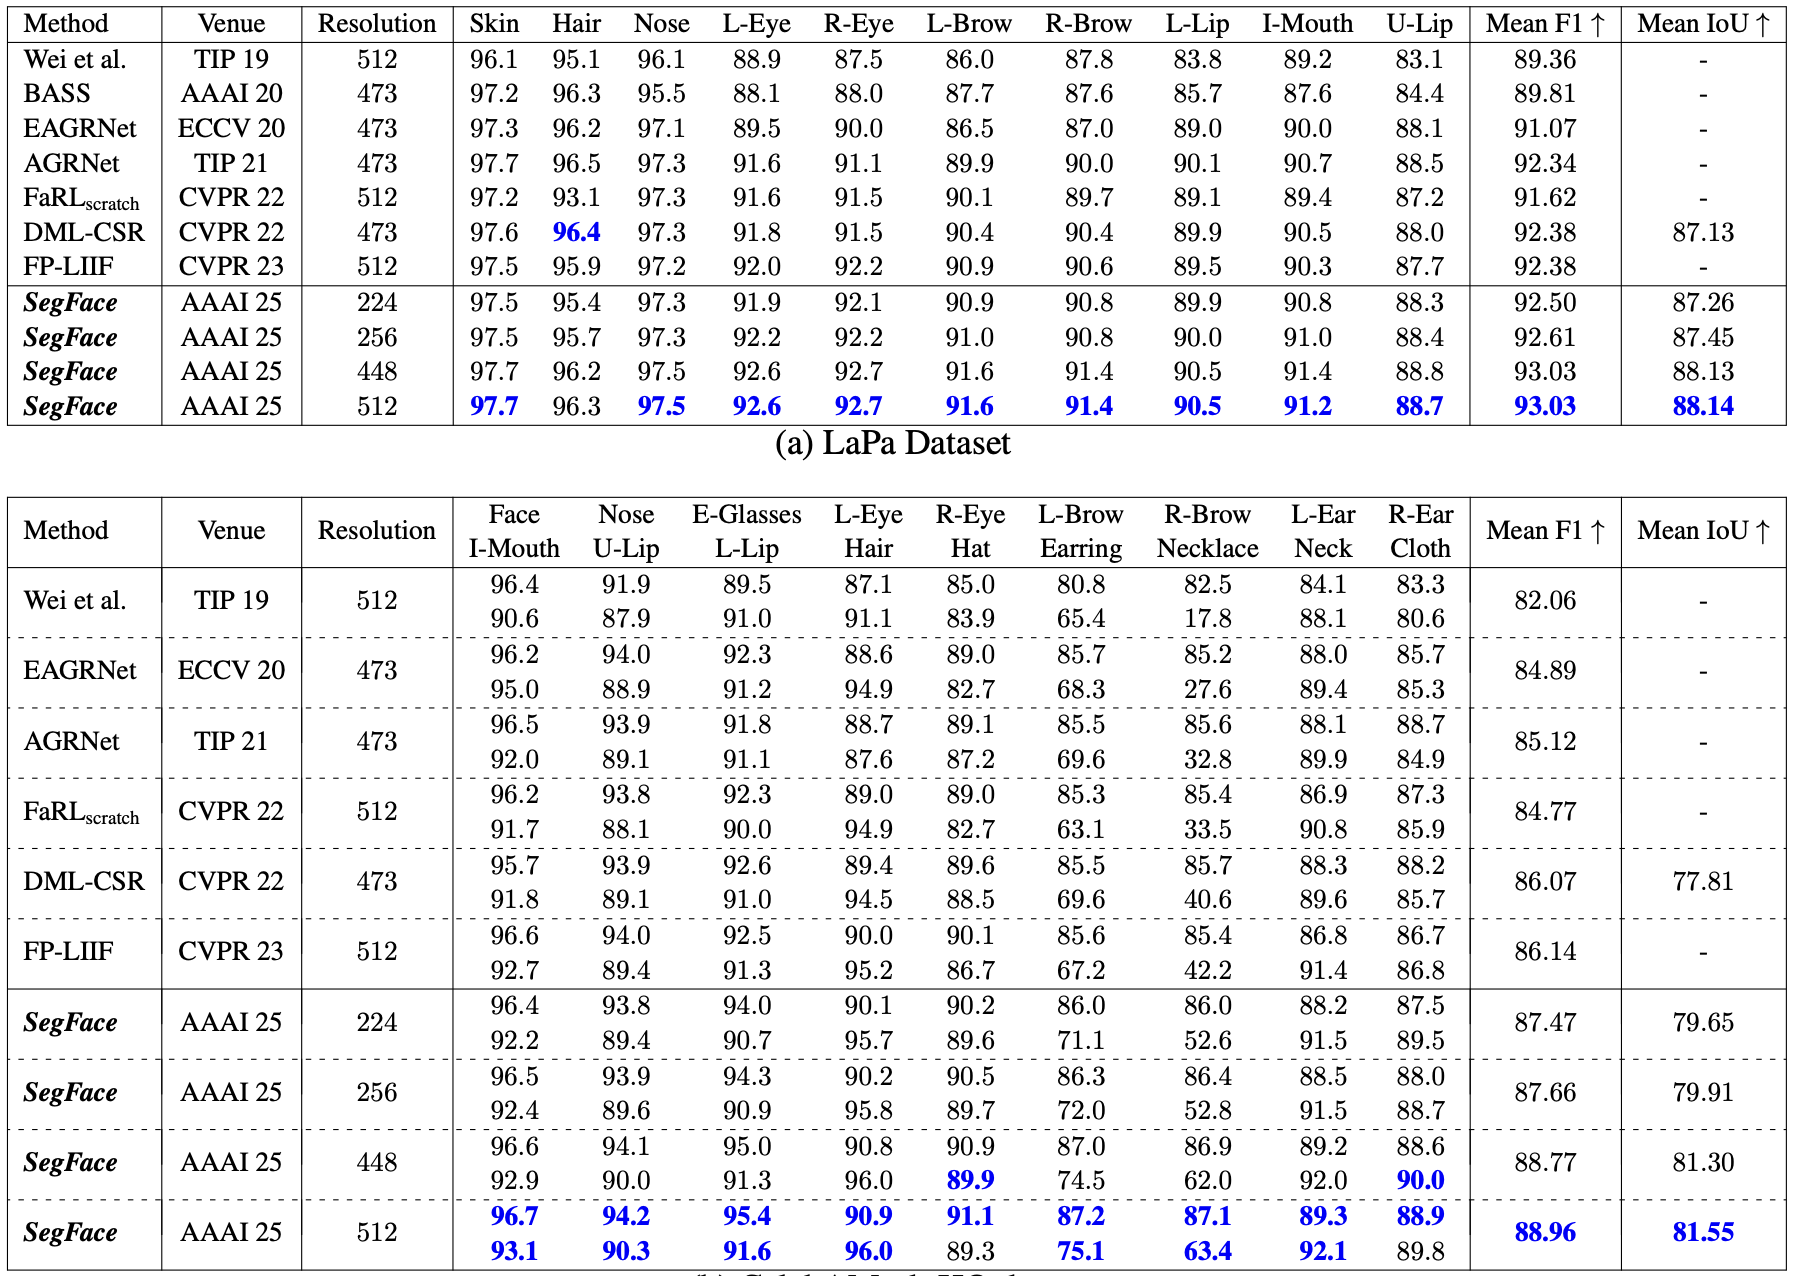 Method Venue Resolution Skin Hair Nose L-Eye R-Eye L-Brow R-Brow L-Lip I-Mouth U-Lip Mean F1 ↑ Mean IoU ↑
Wei et al. TIP 19 512 96.1 95.1 96.1 88.9 87.5 86.0 87.8 83.8 89.2 83.1 89.36 -
BASS AAAI 20 473 97.2 96.3 95.5 88.1 88.0 87.7 87.6 85.7 87.6 84.4 89.81 -
EAGRNet ECCV 20 473 97.3 96.2 97.1 89.5 90.0 86.5 87.0 89.0 90.0 88.1 91.07 -
AGRNet TIP 21 473 97.7 96.5 97.3 91.6 91.1 89.9 90.0 90.1 90.7 88.5 92.34 -
FaRLscratch CVPR 22 512 97.2 93.1 97.3 91.6 91.5 90.1 89.7 89.1 89.4 87.2 91.62 -
DML-CSR CVPR 22 473 97.6 96.4 97.3 91.8 91.5 90.4 90.4 89.9 90.5 88.0 92.38 87.13
FP-LIIF CVPR 23 512 97.5 95.9 97.2 92.0 92.2 90.9 90.6 89.5 90.3 87.7 92.38 -
SegFace AAAI 25 224 97.5 95.4 97.3 91.9 92.1 90.9 90.8 89.9 90.8 88.3 92.50 87.26
SegFace AAAI 25 256 97.5 95.7 97.3 92.2 92.2 91.0 90.8 90.0 91.0 88.4 92.61 87.45
SegFace AAAI 25 448 97.7 96.2 97.5 92.6 92.7 91.6 91.4 90.5 91.4 88.8 93.03 88.13
SegFace AAAI 25 512 97.7 96.3 97.5 92.6 92.7 91.6 91.4 90.5 91.2 88.7 93.03 88.14
(a) LaPa Dataset
Face Nose E-Glasses L-Eye R-Eye L-Brow R-Brow L-Ear R-Ear
Method Venue Resolution Mean F1 ↑ Mean IoU ↑
I-Mouth U-Lip L-Lip Hair Hat Earring Necklace Neck Cloth
96.4 91.9 89.5 87.1 85.0 80.8 82.5 84.1 83.3
Wei et al. TIP 19 512 82.06 -
90.6 87.9 91.0 91.1 83.9 65.4 17.8 88.1 80.6
96.2 94.0 92.3 88.6 89.0 85.7 85.2 88.0 85.7
EAGRNet ECCV 20 473 84.89 -
95.0 88.9 91.2 94.9 82.7 68.3 27.6 89.4 85.3
96.5 93.9 91.8 88.7 89.1 85.5 85.6 88.1 88.7
AGRNet TIP 21 473 85.12 -
92.0 89.1 91.1 87.6 87.2 69.6 32.8 89.9 84.9
96.2 93.8 92.3 89.0 89.0 85.3 85.4 86.9 87.3
FaRLscratch CVPR 22 512 84.77 -
91.7 88.1 90.0 94.9 82.7 63.1 33.5 90.8 85.9
95.7 93.9 92.6 89.4 89.6 85.5 85.7 88.3 88.2
DML-CSR CVPR 22 473 86.07 77.81
91.8 89.1 91.0 94.5 88.5 69.6 40.6 89.6 85.7
96.6 94.0 92.5 90.0 90.1 85.6 85.4 86.8 86.7
FP-LIIF CVPR 23 512 86.14 -
92.7 89.4 91.3 95.2 86.7 67.2 42.2 91.4 86.8
96.4 93.8 94.0 90.1 90.2 86.0 86.0 88.2 87.5
SegFace AAAI 25 224 87.47 79.65
92.2 89.4 90.7 95.7 89.6 71.1 52.6 91.5 89.5
96.5 93.9 94.3 90.2 90.5 86.3 86.4 88.5 88.0
SegFace AAAI 25 256 87.66 79.91
92.4 89.6 90.9 95.8 89.7 72.0 52.8 91.5 88.7
96.6 94.1 95.0 90.8 90.9 87.0 86.9 89.2 88.6
SegFace AAAI 25 448 88.77 81.30
92.9 90.0 91.3 96.0 89.9 74.5 62.0 92.0 90.0
96.7 94.2 95.4 90.9 91.1 87.2 87.1 89.3 88.9
SegFace AAAI 25 512 88.96 81.55
93.1 90.3 91.6 96.0 89.3 75.1 63.4 92.1 89.8